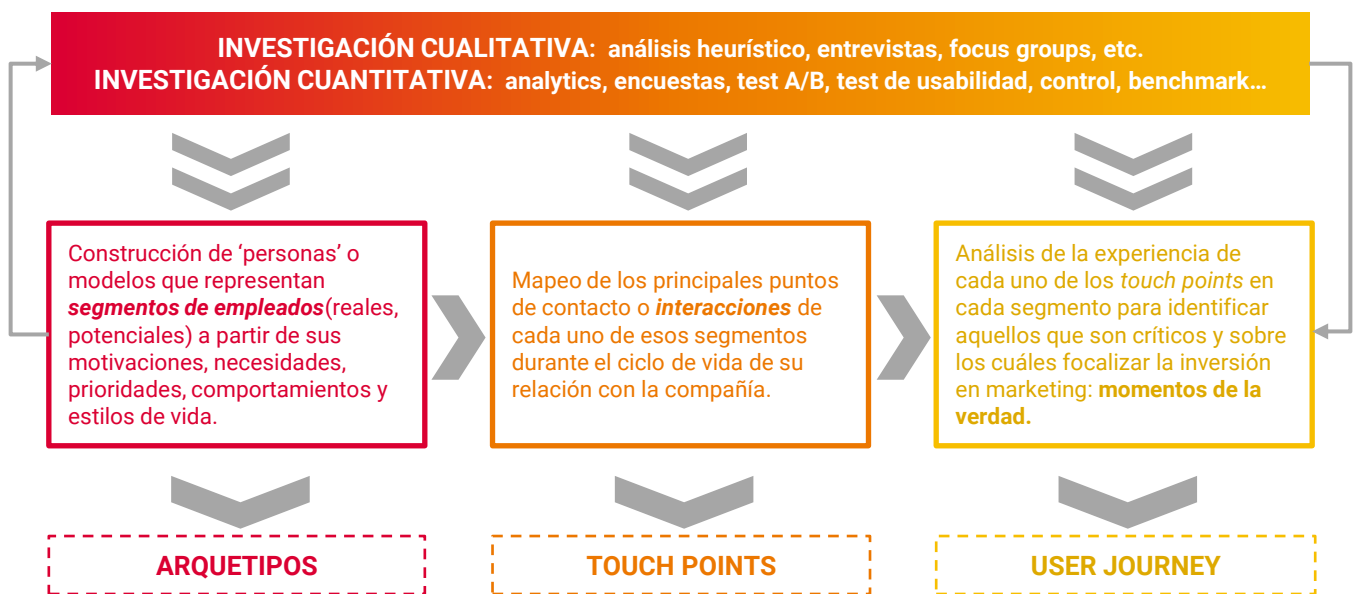 INVESTIGACIÓN CUALITATIVA: análisis heurístico, entrevistas, focus groups, etc.
INVESTIGACIÓN CUANTITATIVA: analytics, encuestas, test A/B, test de usabilidad, control, benchmark...
Construcción de ‘personas’ o
modelos que representan
segmentos de empleados(reales,
potenciales) a partir de sus
motivaciones, necesidades,
prioridades, comportamientos y
estilos de vida.
Mapeo de los principales puntos
de contacto o interacciones de
cada uno de esos segmentos
durante el ciclo de vida de su
relación con la compañía.
Análisis de la experiencia de
cada uno de los touch points en
cada segmento para identificar
aquellos que son críticos y sobre
los cuáles focalizar la inversión
en marketing: momentos de la
verdad.
ARQUETIPOS
TOUCH POINTS
USER JOURNEY